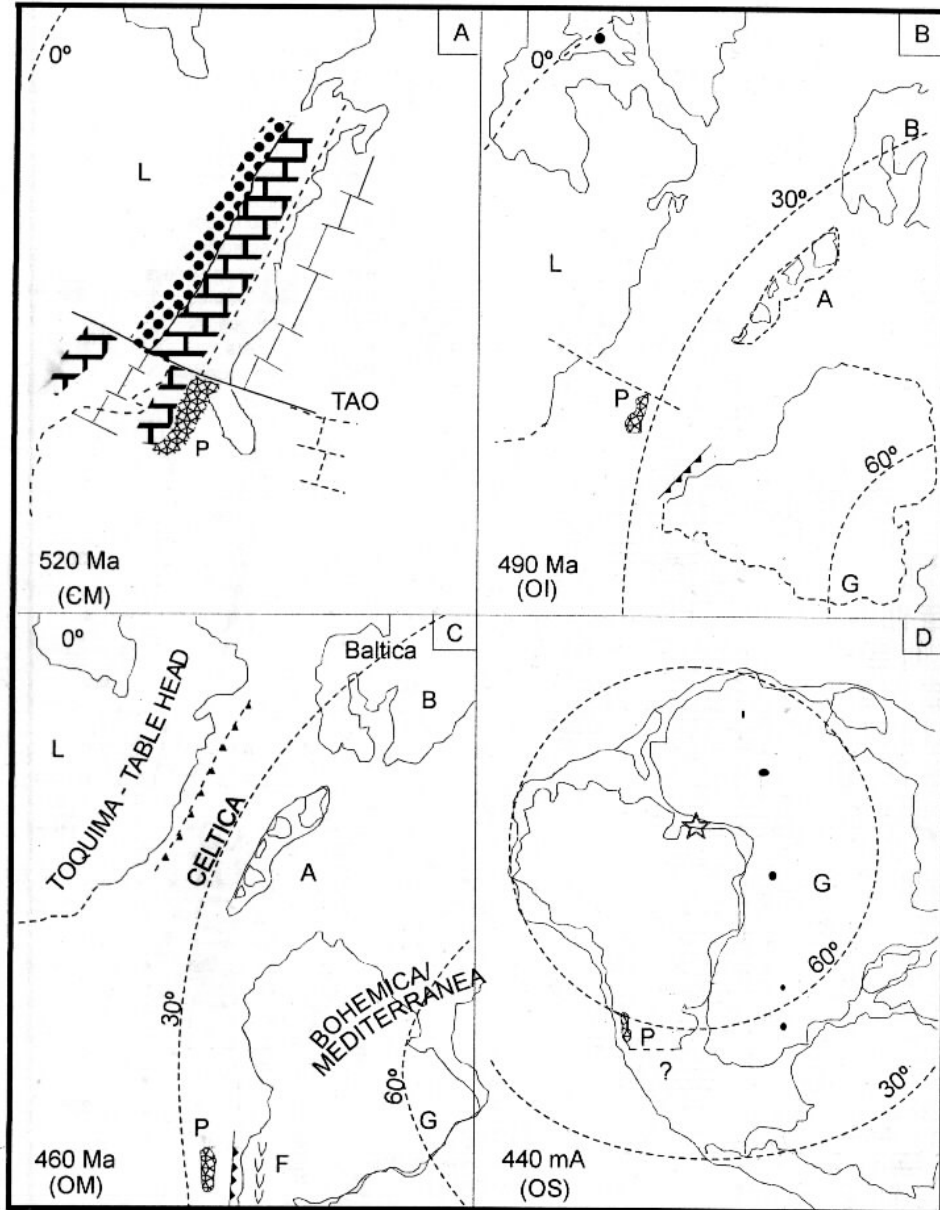 A
0º
L
TAO
P
520 Ma
(ЄM)
B
0º
B
30º
L
A
P
60º
490 Ma
(OI)
G
C
0º
Baltica
B
L
TOQUIMA - TABLE HEAD
CELTICA
A
30º
BOHEMICA/
MEDITERRANEA
60º
P
G
F
460 Ma
(OM)
D
G
60º
P
?
30º
440 mA
(OS)